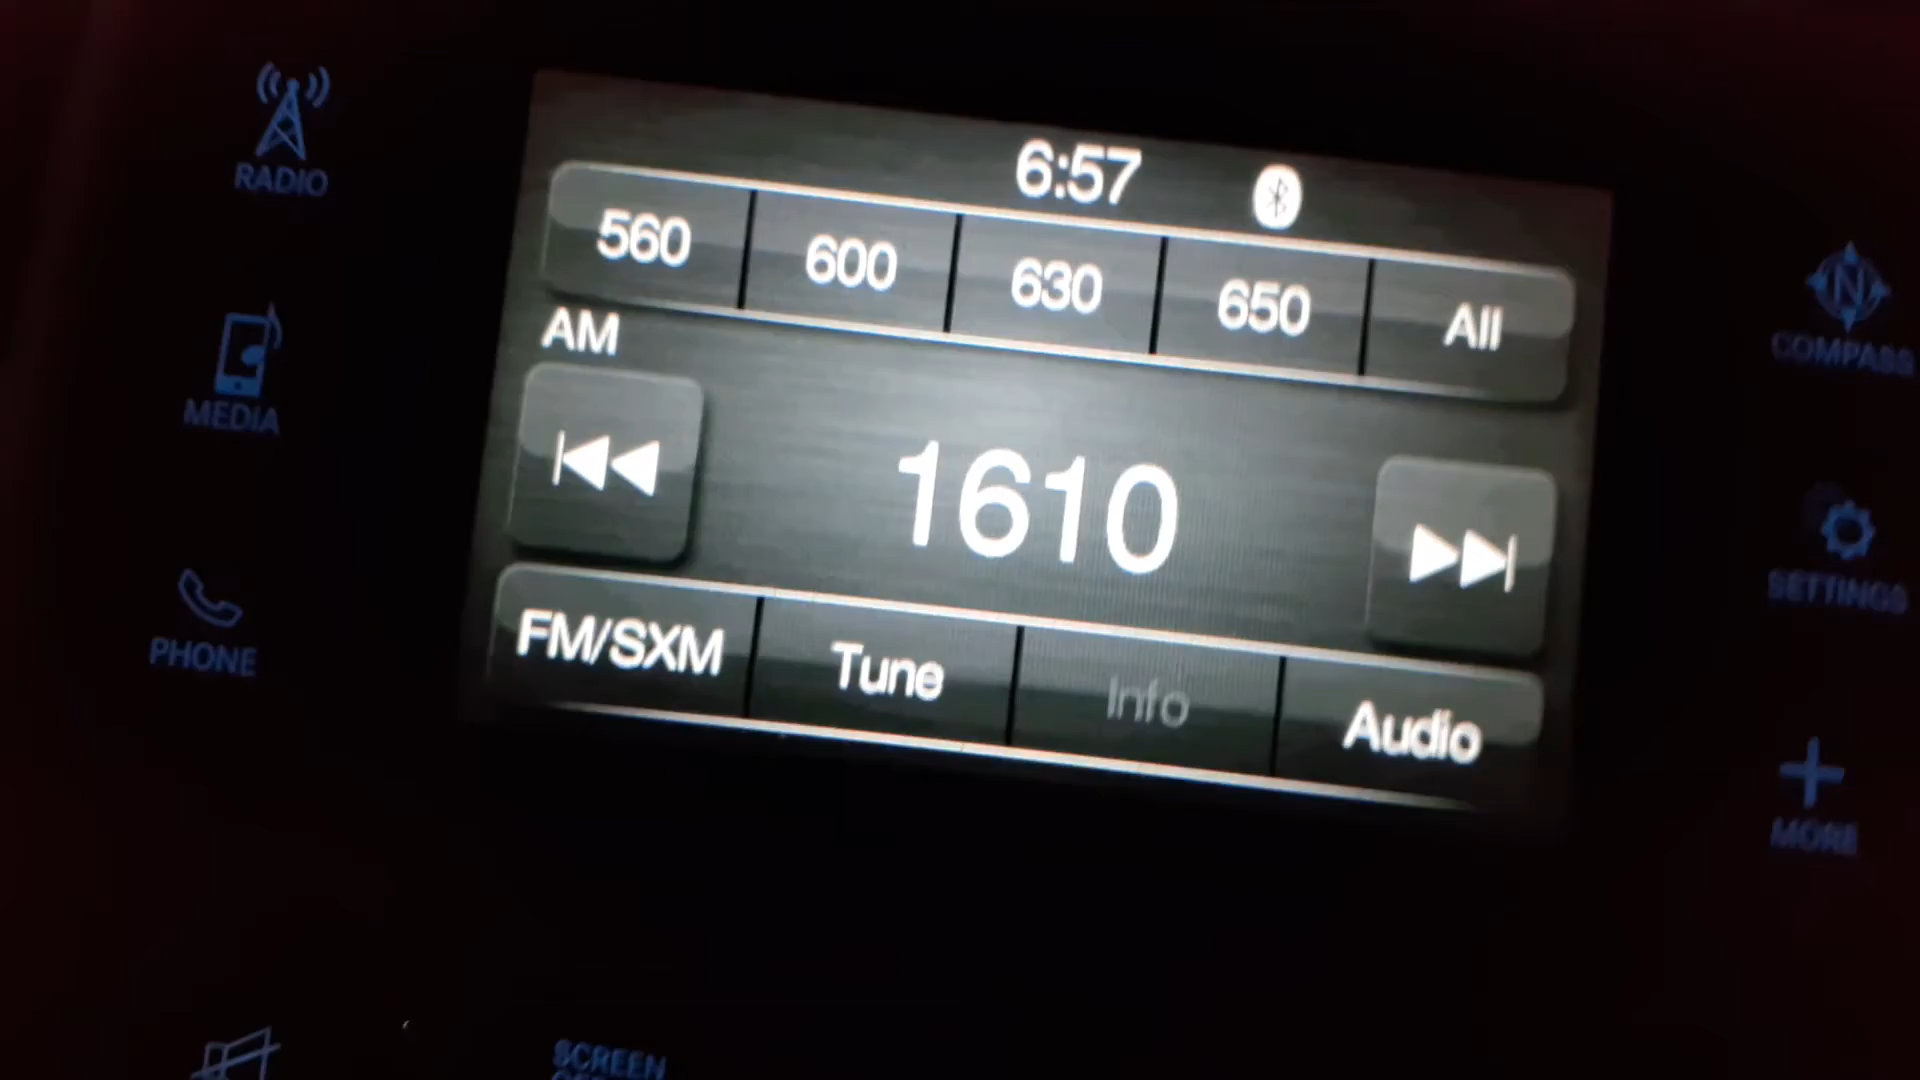 6:57
560 600 630 650 All
AM
1610
FM/SXM Tune Info Audio
RADIO
MEDIA
PHONE
N
COMPASS
SETTINGS
MORE
SCREEN